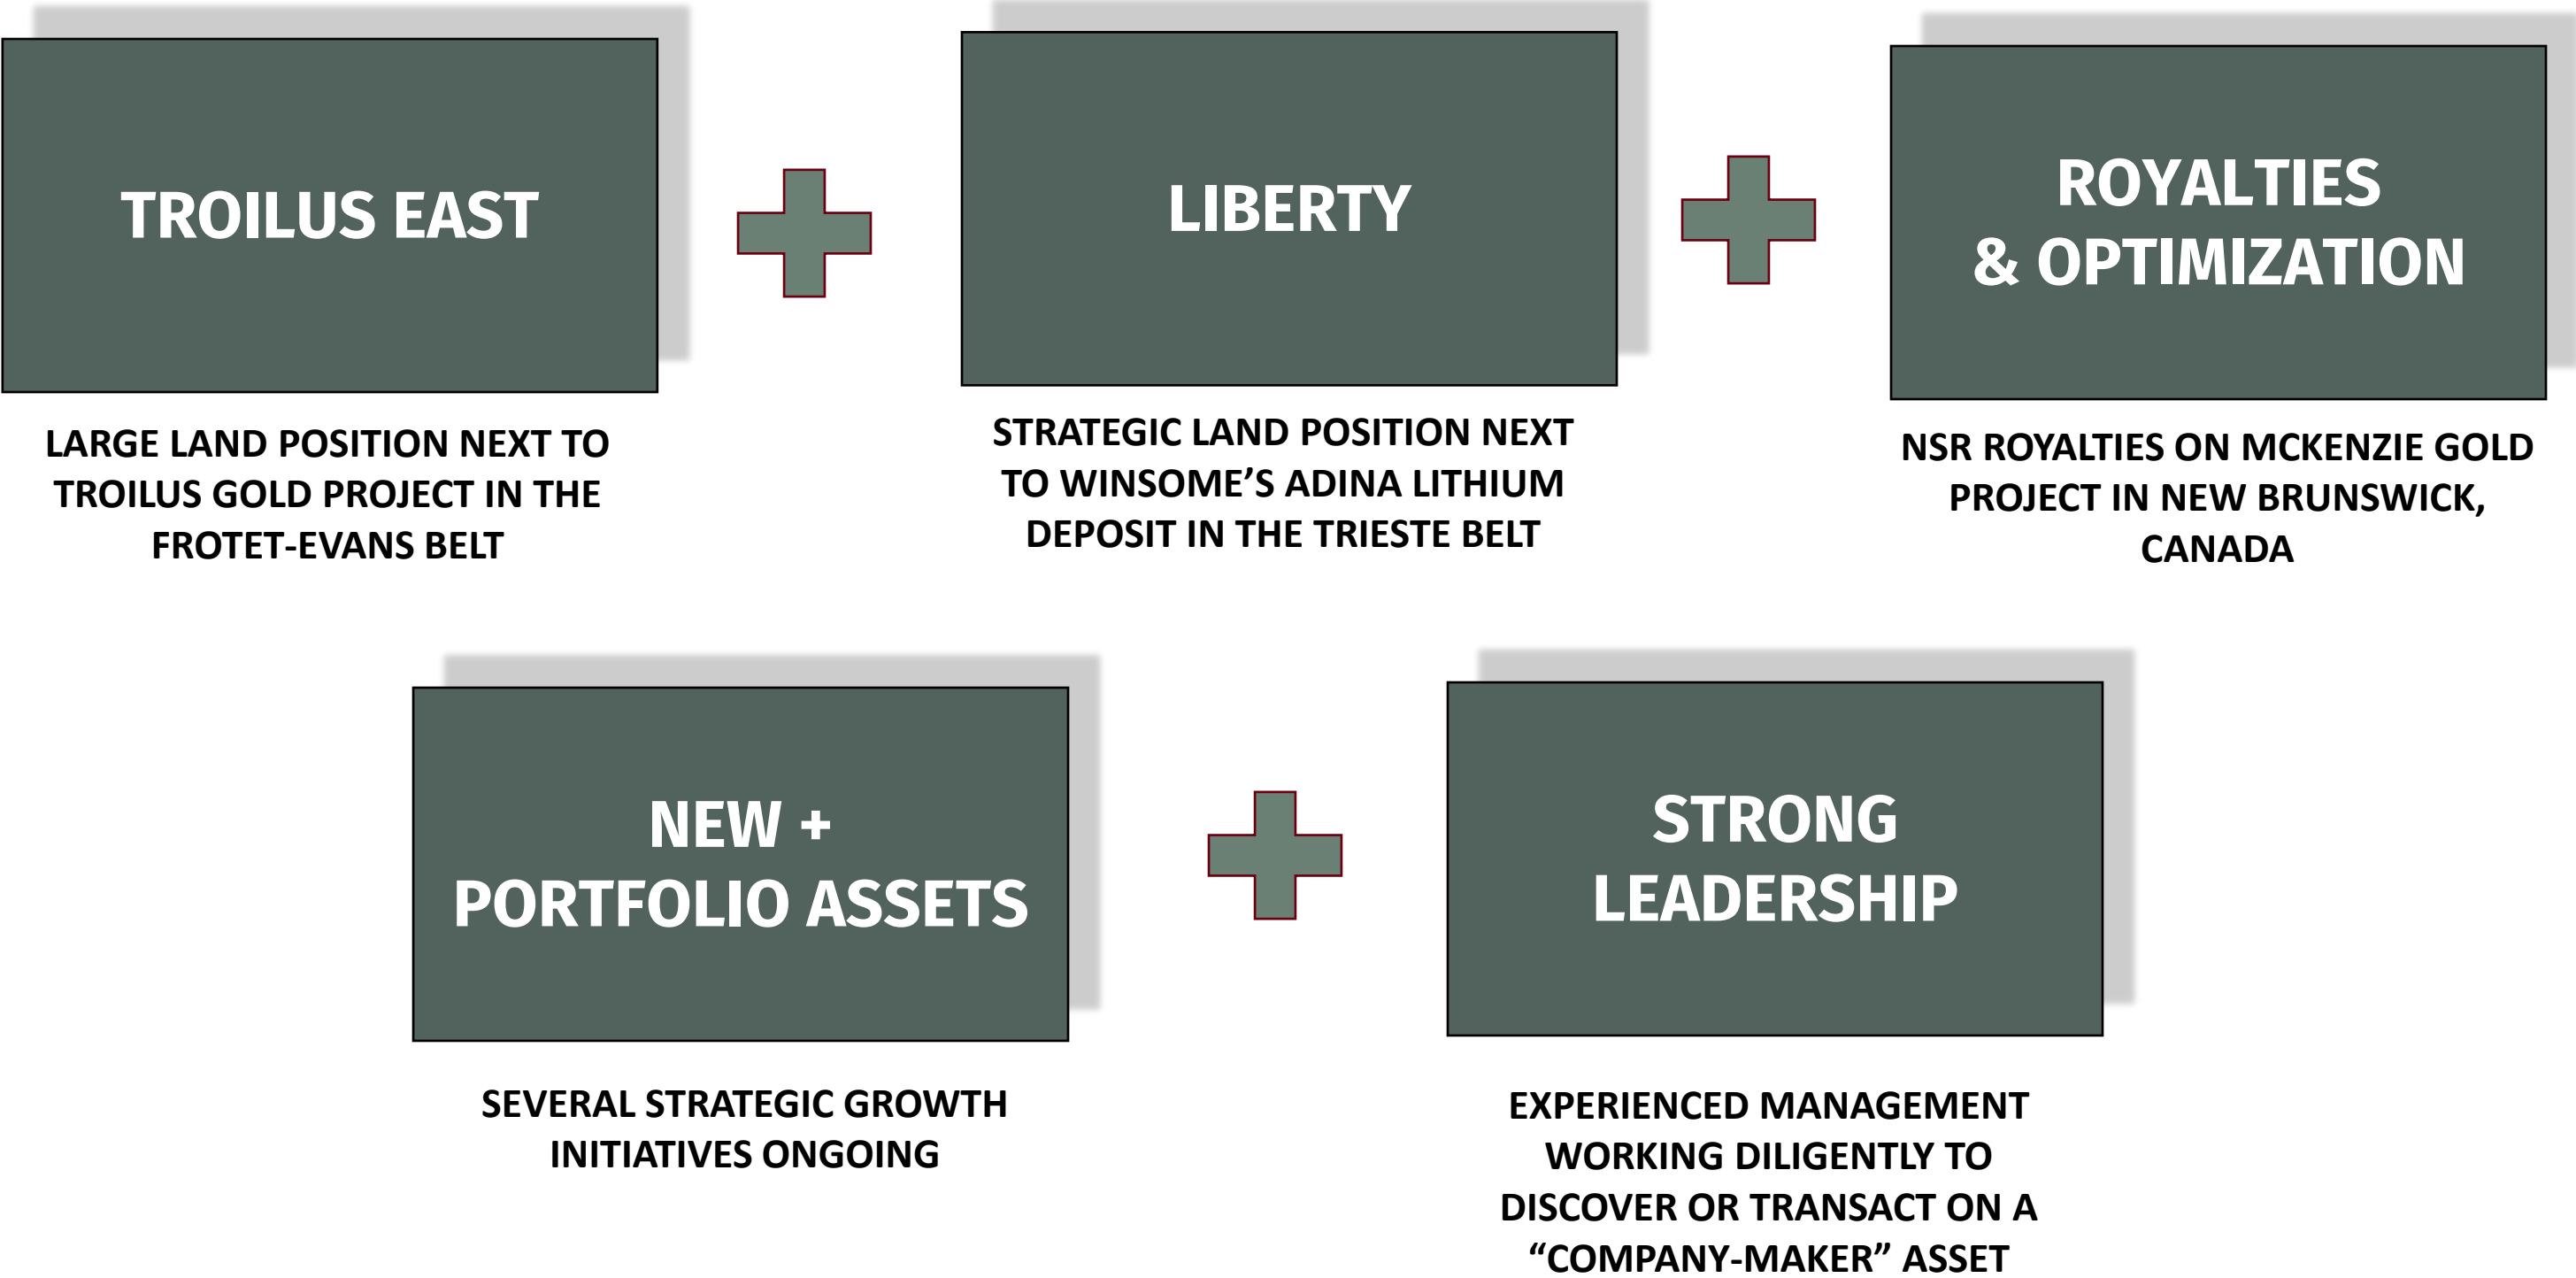 TROILUS EAST
LARGE LAND POSITION NEXT TO
TROILUS GOLD PROJECT IN THE
FROTET-EVANS BELT
LIBERTY
STRATEGIC LAND POSITION NEXT
TO WINSOME’S ADINA LITHIUM
DEPOSIT IN THE TRIESTE BELT
ROYALTIES
& OPTIMIZATION
NSR ROYALTIES ON MCKENZIE GOLD
PROJECT IN NEW BRUNSWICK,
CANADA
NEW +
PORTFOLIO ASSETS
SEVERAL STRATEGIC GROWTH
INITIATIVES ONGOING
STRONG
LEADERSHIP
EXPERIENCED MANAGEMENT
WORKING DILIGENTLY TO
DISCOVER OR TRANSACT ON A
“COMPANY-MAKER” ASSET